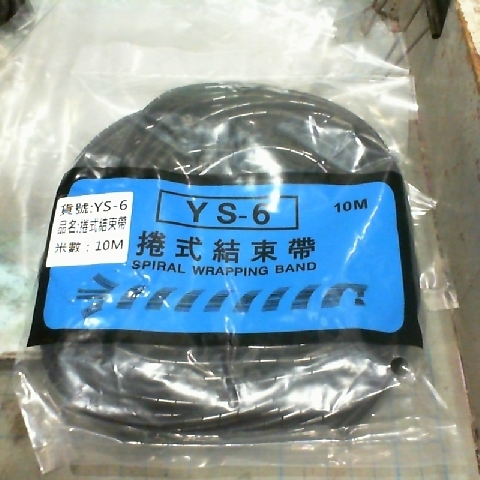 YS-6
10M
貨號:YS-6
品名:捲式結束帶
米數:10M
捲式結束帶
SPIRAL WRAPPING BAND